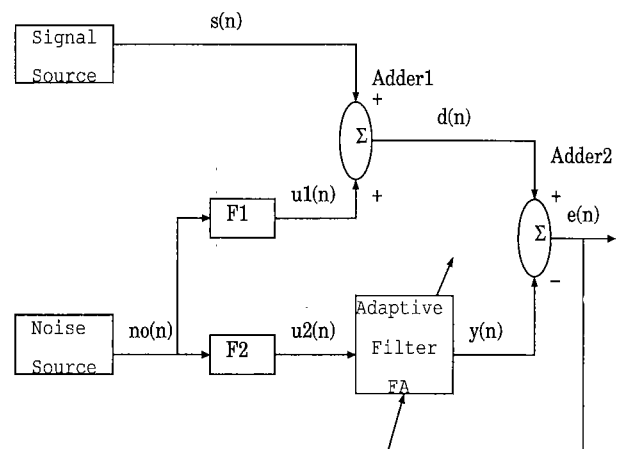 s(n)
Signal
Source
Adder1
+
Σ
d(n)
Adder2
u1(n)
+
F1
+
e(n)
Σ
−
Noise
Source
no(n)
F2
u2(n)
Adaptive
Filter
FA
y(n)